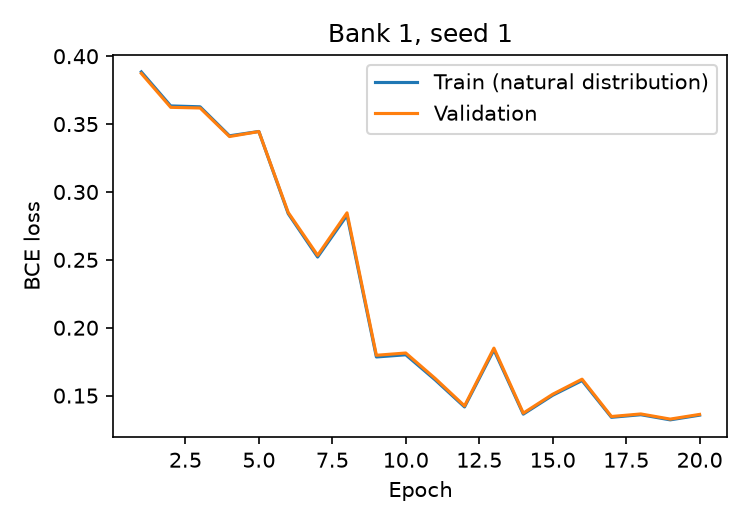 Bank 1, seed 1
Train (natural distribution)
Validation
BCE loss
0.40
0.35
0.30
0.25
0.20
0.15
2.5 5.0 7.5 10.0 12.5 15.0 17.5 20.0
Epoch